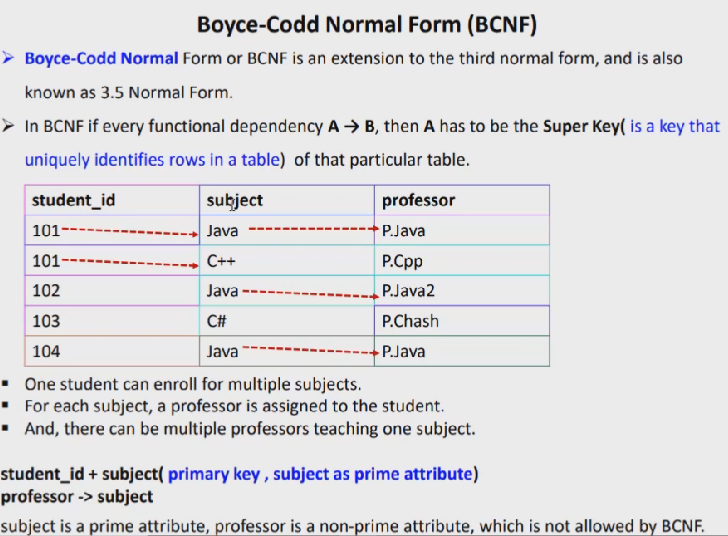 Boyce-Codd Normal Form (BCNF)
➢ Boyce-Codd Normal Form or BCNF is an extension to the third normal form, and is also
known as 3.5 Normal Form.
➢ In BCNF if every functional dependency A → B, then A has to be the Super Key( is a key that
uniquely identifies rows in a table) of that particular table.
student_id subject professor
101 Java P.Java
101 C++ P.Cpp
102 Java P.Java2
103 C# P.Chash
104 Java P.Java
▪ One student can enroll for multiple subjects.
▪ For each subject, a professor is assigned to the student.
▪ And, there can be multiple professors teaching one subject.
student_id + subject( primary key , subject as prime attribute)
professor -> subject
subject is a prime attribute, professor is a non-prime attribute, which is not allowed by BCNF.